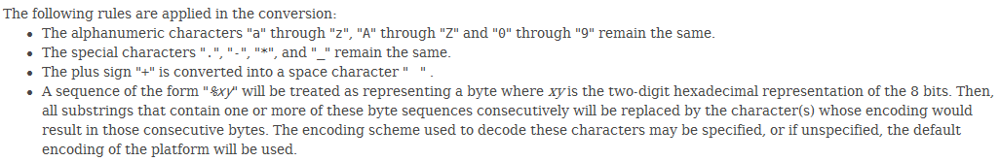 The following rules are applied in the conversion:
• The alphanumeric characters "a" through "z", "A" through "Z" and "0" through "9" remain the same.
• The special characters ".", "-", "*", and "_" remain the same.
• The plus sign "+" is converted into a space character " " .
• A sequence of the form "%xy" will be treated as representing a byte where xy is the two-digit hexadecimal representation of the 8 bits. Then,
all substrings that contain one or more of these byte sequences consecutively will be replaced by the character(s) whose encoding would
result in those consecutive bytes. The encoding scheme used to decode these characters may be specified, or if unspecified, the default
encoding of the platform will be used.